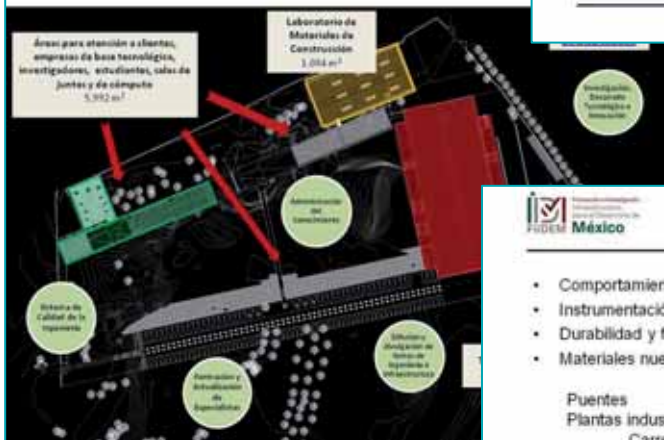 Áreas para atención a clientes,
empresas de base tecnológica,
investigadores, estudiantes, salas de
juntas y de cómputo
5,992 m²
Laboratorio de
Materiales de
Construcción
1,094 m²
Investigación,
Desarrollo
Tecnológico e
Innovación
Administración
del
Conocimiento
Sistema de
Calidad de la
Ingeniería
Formación y
Actualización
de
Especialistas
Difusión y
divulgación de
temas de
Ingeniería e
Infraestructura
FIIDEM México
• Comportamien
• Instrumentació
• Durabilidad y f
• Materiales nue
Puentes
Plantas indus
Carr